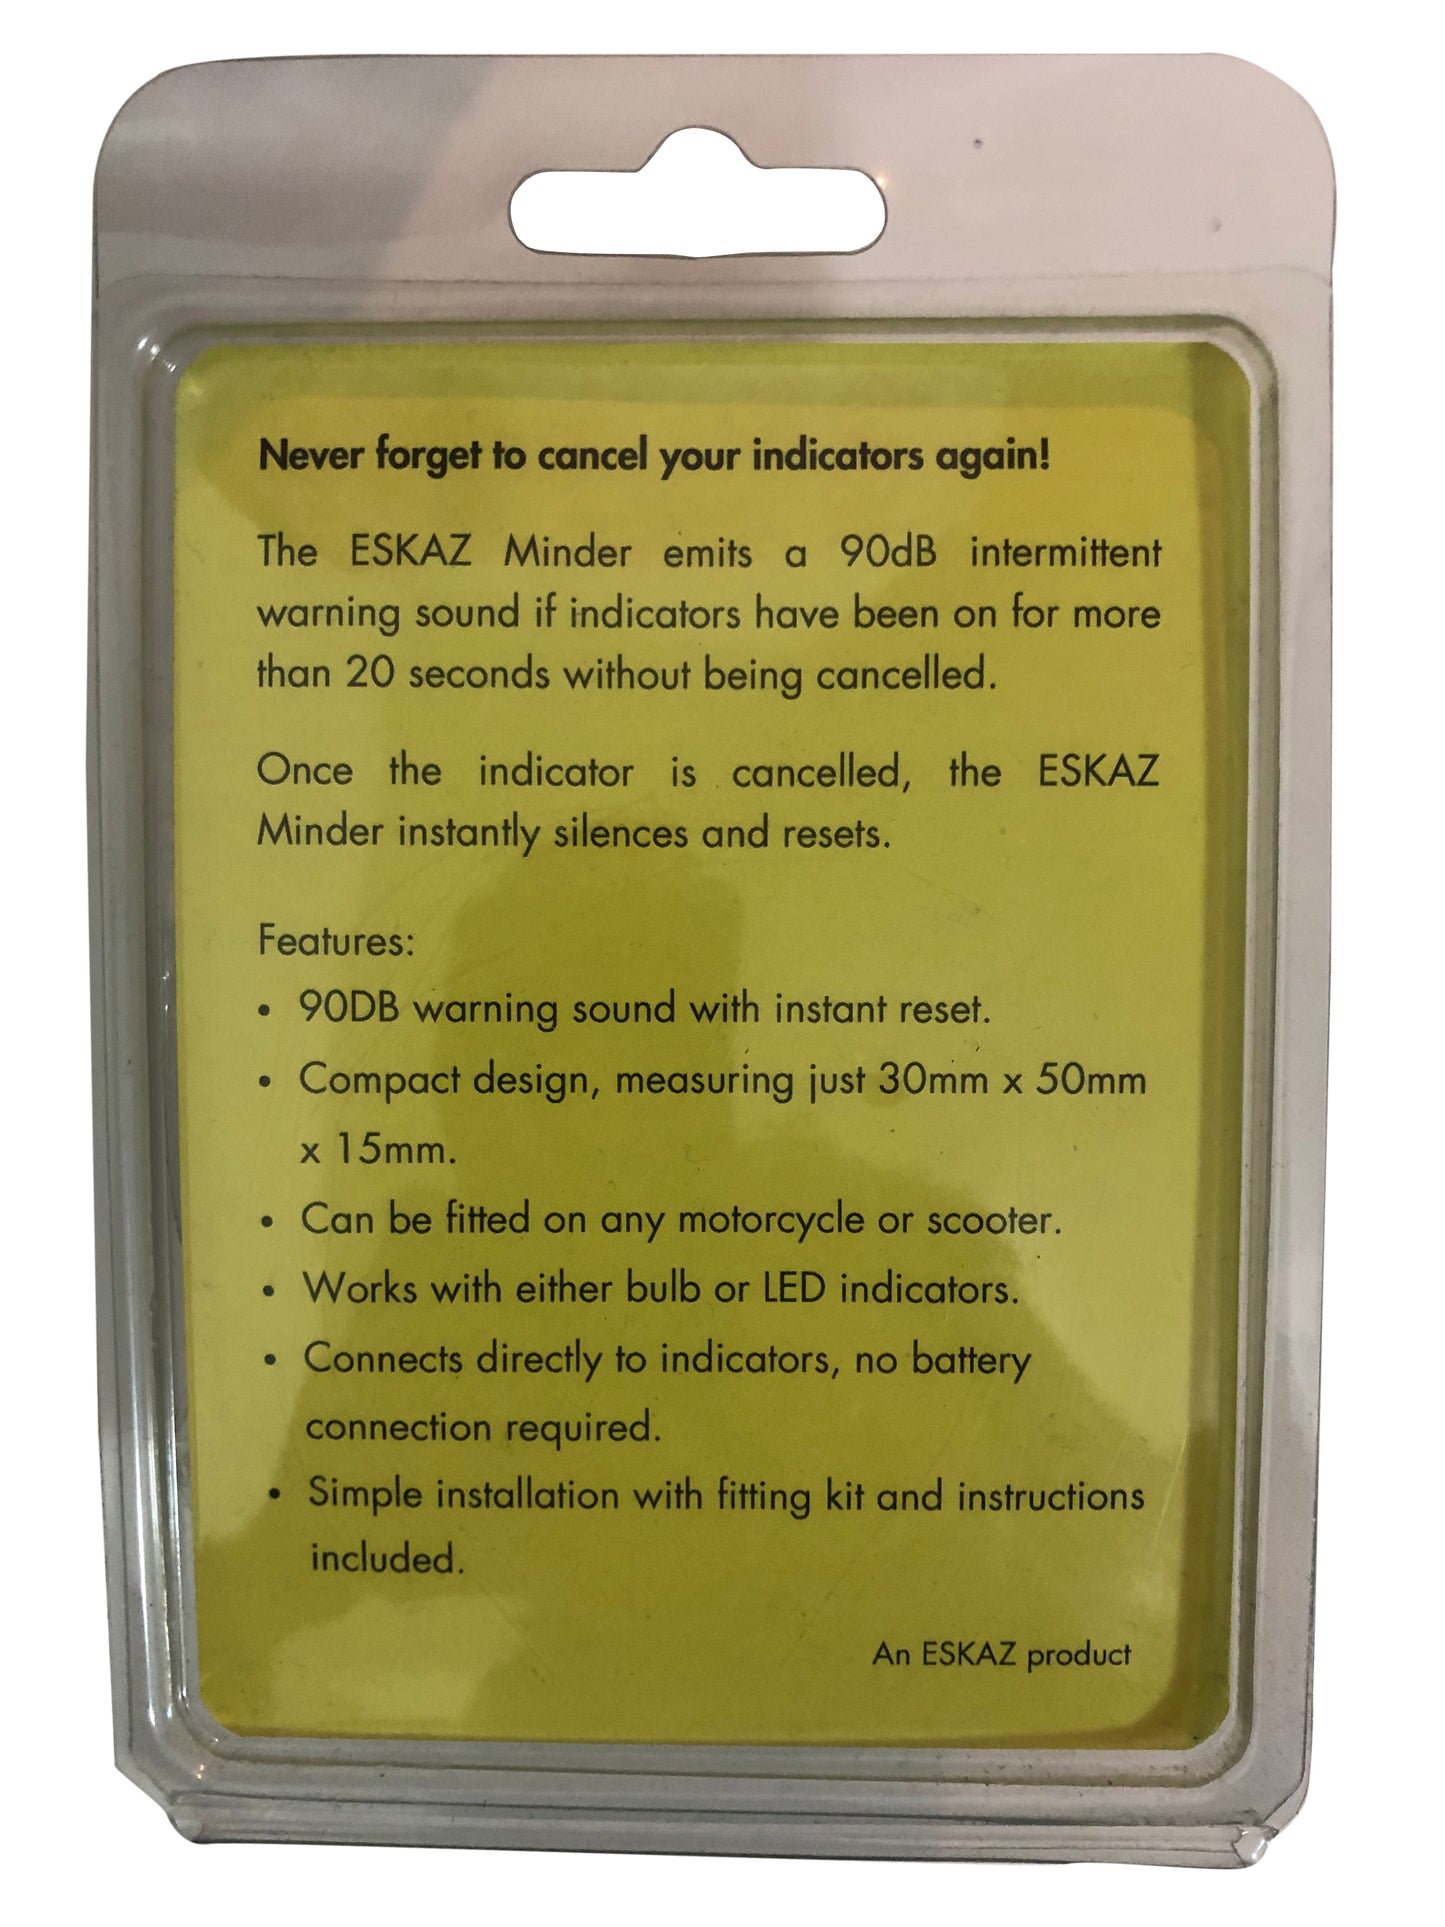 Never forget to cancel your indicators again!
The ESKAZ Minder emits a 90dB intermittent
warning sound if indicators have been on for more
than 20 seconds without being cancelled.
Once the indicator is cancelled, the ESKAZ
Minder instantly silences and resets.
Features:
• 90DB warning sound with instant reset.
• Compact design, measuring just 30mm x 50mm
x 15mm.
• Can be fitted on any motorcycle or scooter.
• Works with either bulb or LED indicators.
• Connects directly to indicators, no battery
connection required.
• Simple installation with fitting kit and instructions
included.
An ESKAZ product